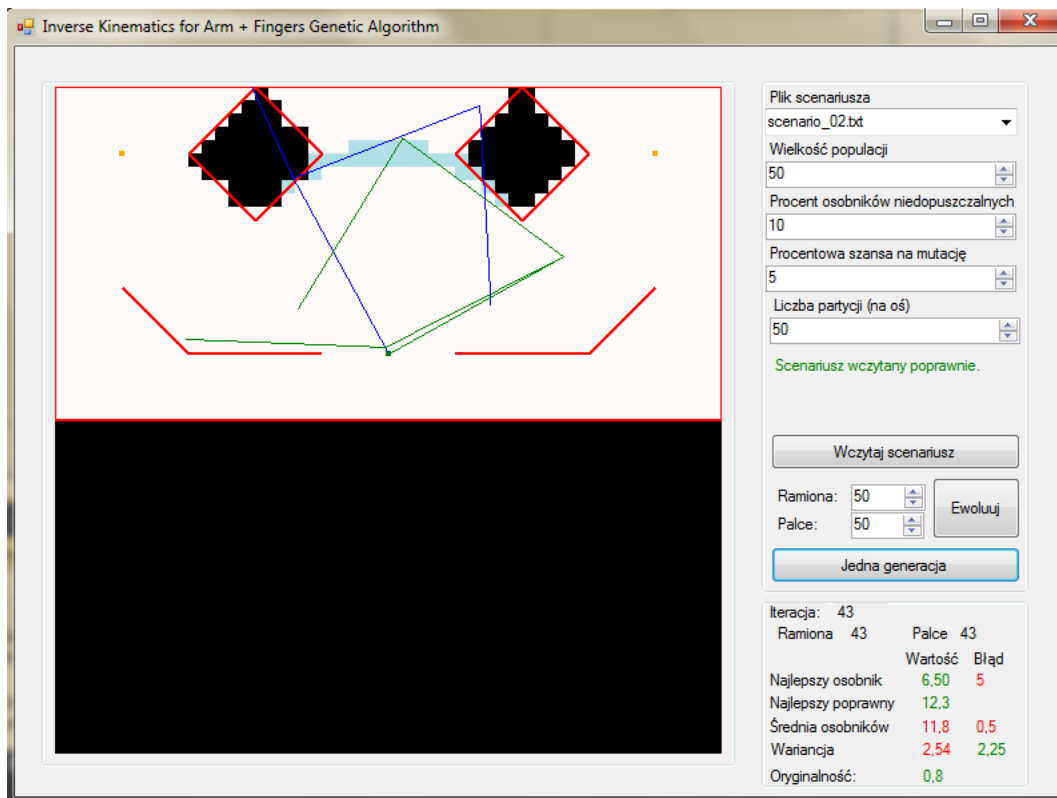 Inverse Kinematics for Arm + Fingers Genetic Algorithm
Plik scenariusza
scenario_02.txt
Wielkość populacji
50
Procent osobników niedopuszczalnych
10
Procentowa szansa na mutację
5
Liczba partycji (na oś)
50
Scenariusz wczytany poprawnie.
Wczytaj scenariusz
Ramiona: 50
Palce: 50
Ewoluuj
Jedna generacja
Iteracja: 43
Ramiona 43 Palce 43
Wartość Błąd
Najlepszy osobnik 6,50 5
Najlepszy poprawny 12,3
Średnia osobników 11,8 0,5
Wariancja 2,54 2,25
Oryginalność: 0,8